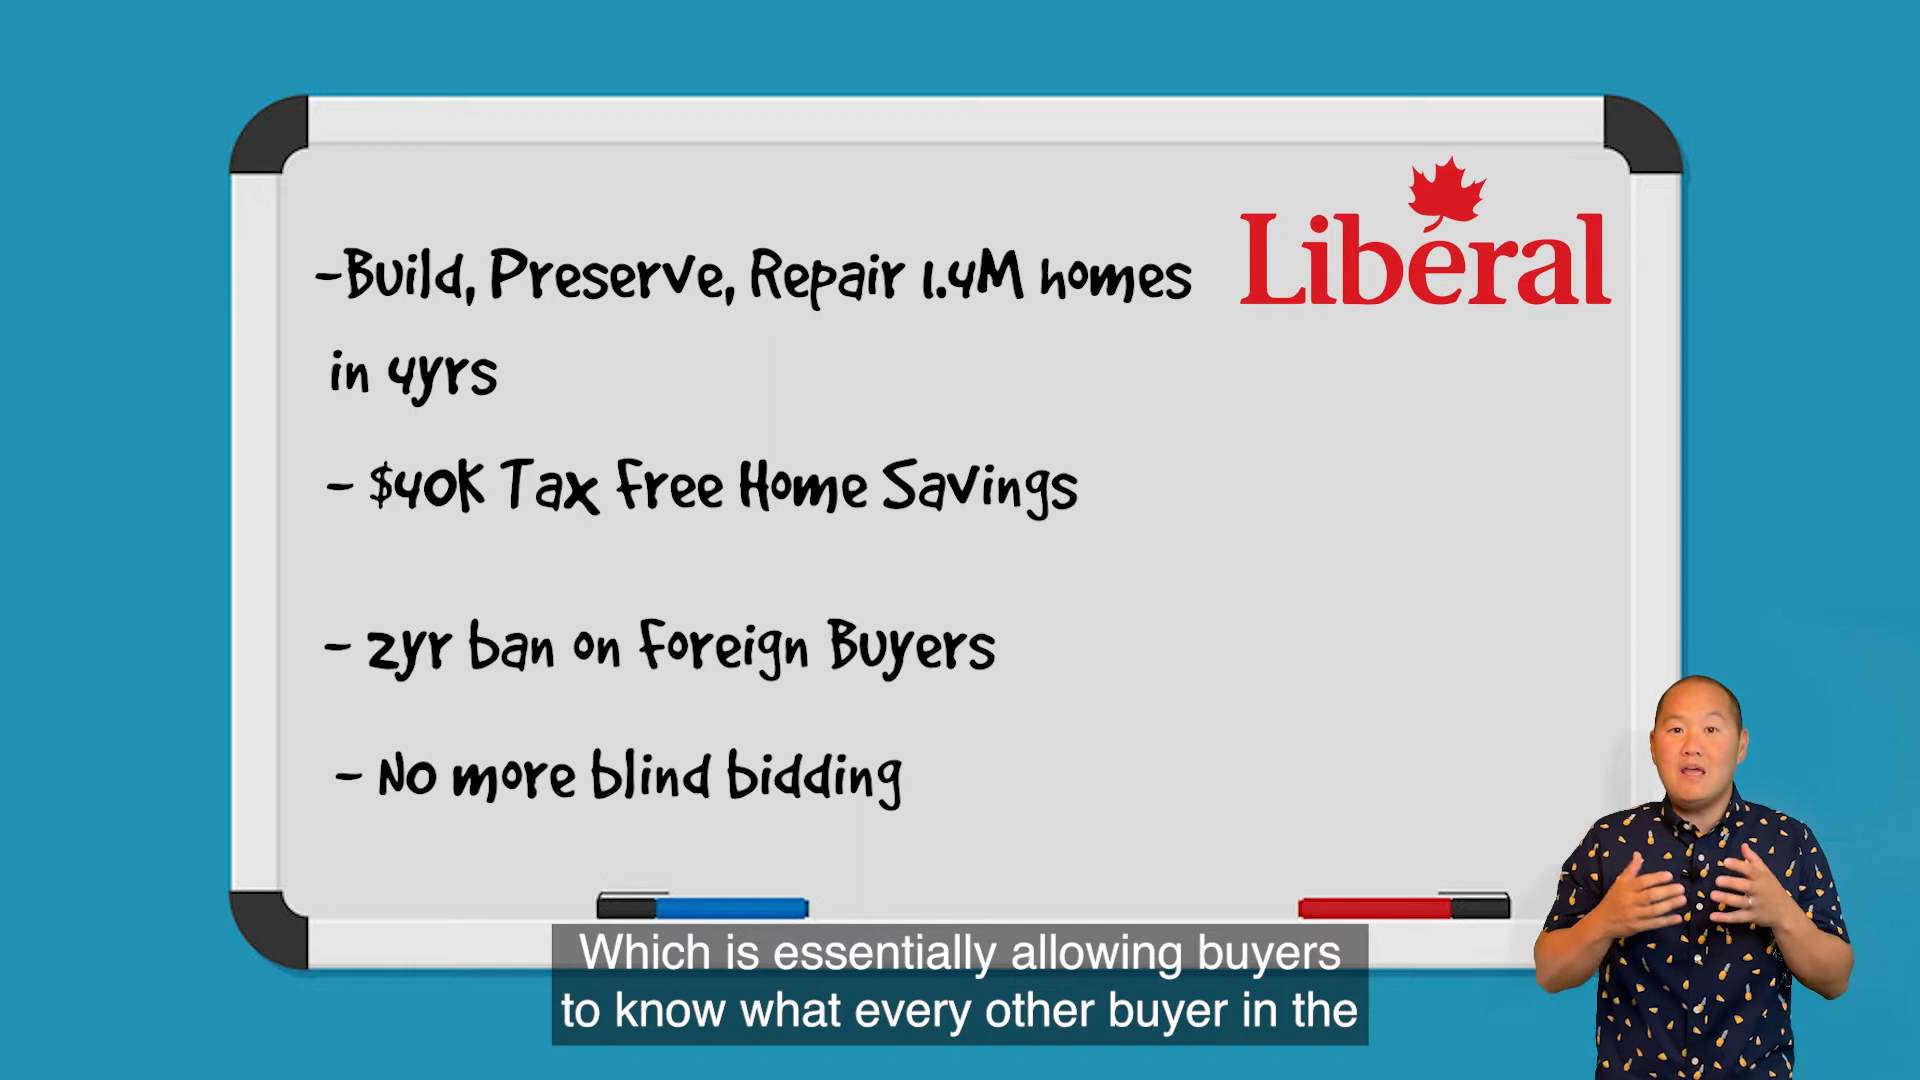 -Build, Preserve, Repair 1.4M homes
in 4yrs
Liberal
- $40K Tax Free Home Savings
- 2yr ban on Foreign Buyers
- No more blind bidding
Which is essentially allowing buyers
to know what every other buyer in the